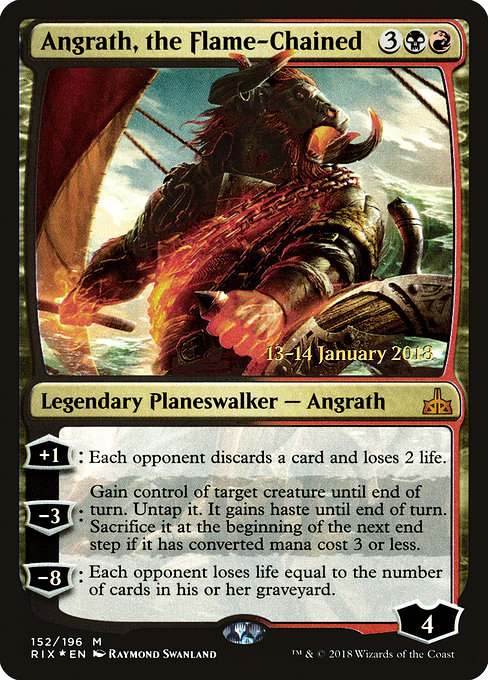 Angrath, the Flame-Chained 3
13-14 January 2018
Legendary Planeswalker — Angrath
+1: Each opponent discards a card and loses 2 life.
Gain control of target creature until end of
-3: turn. Untap it. It gains haste until end of turn.
Sacrifice it at the beginning of the next end
step if it has converted mana cost 3 or less.
-8: Each opponent loses life equal to the number
of cards in his or her graveyard.
4
152/196 M
RIX★EN Raymond Swanland ™ & © 2018 Wizards of the Coast